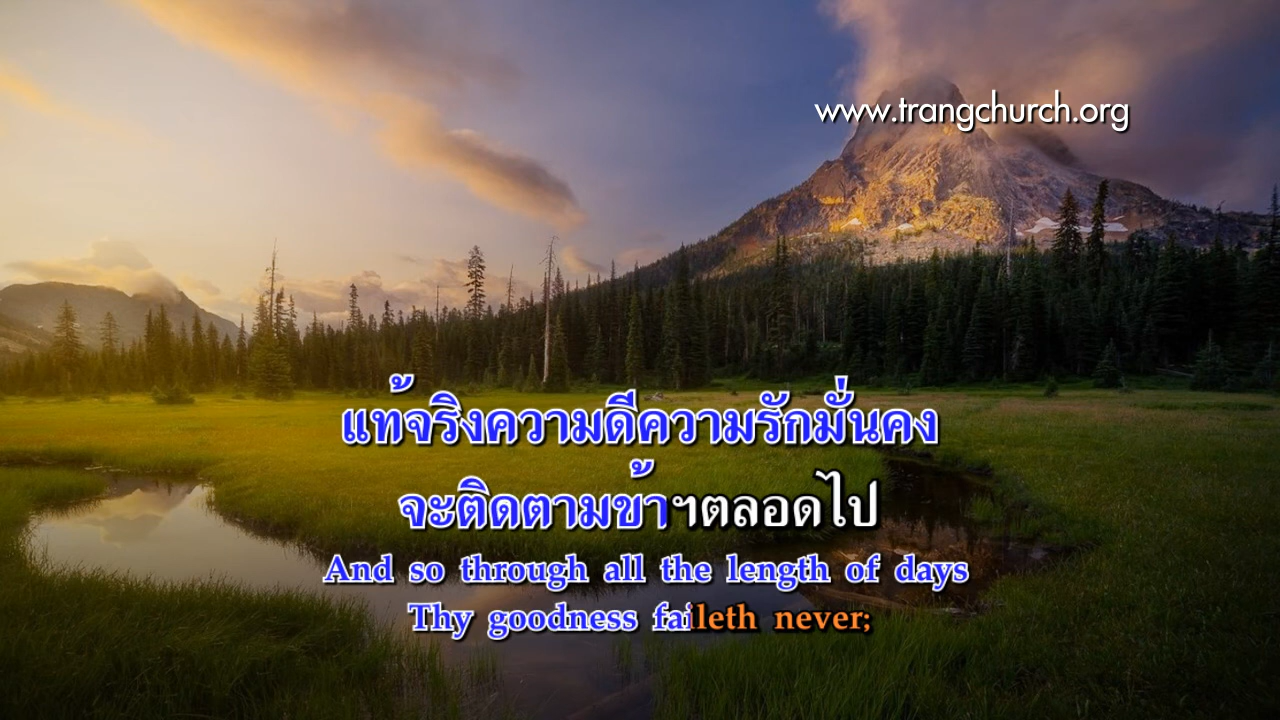 www.trangchurch.org
แท้จริงความดีความรักมั่นคง
จะติดตามข้าฯตลอดไป
And so through all the length of days
Thy goodness faileth never;